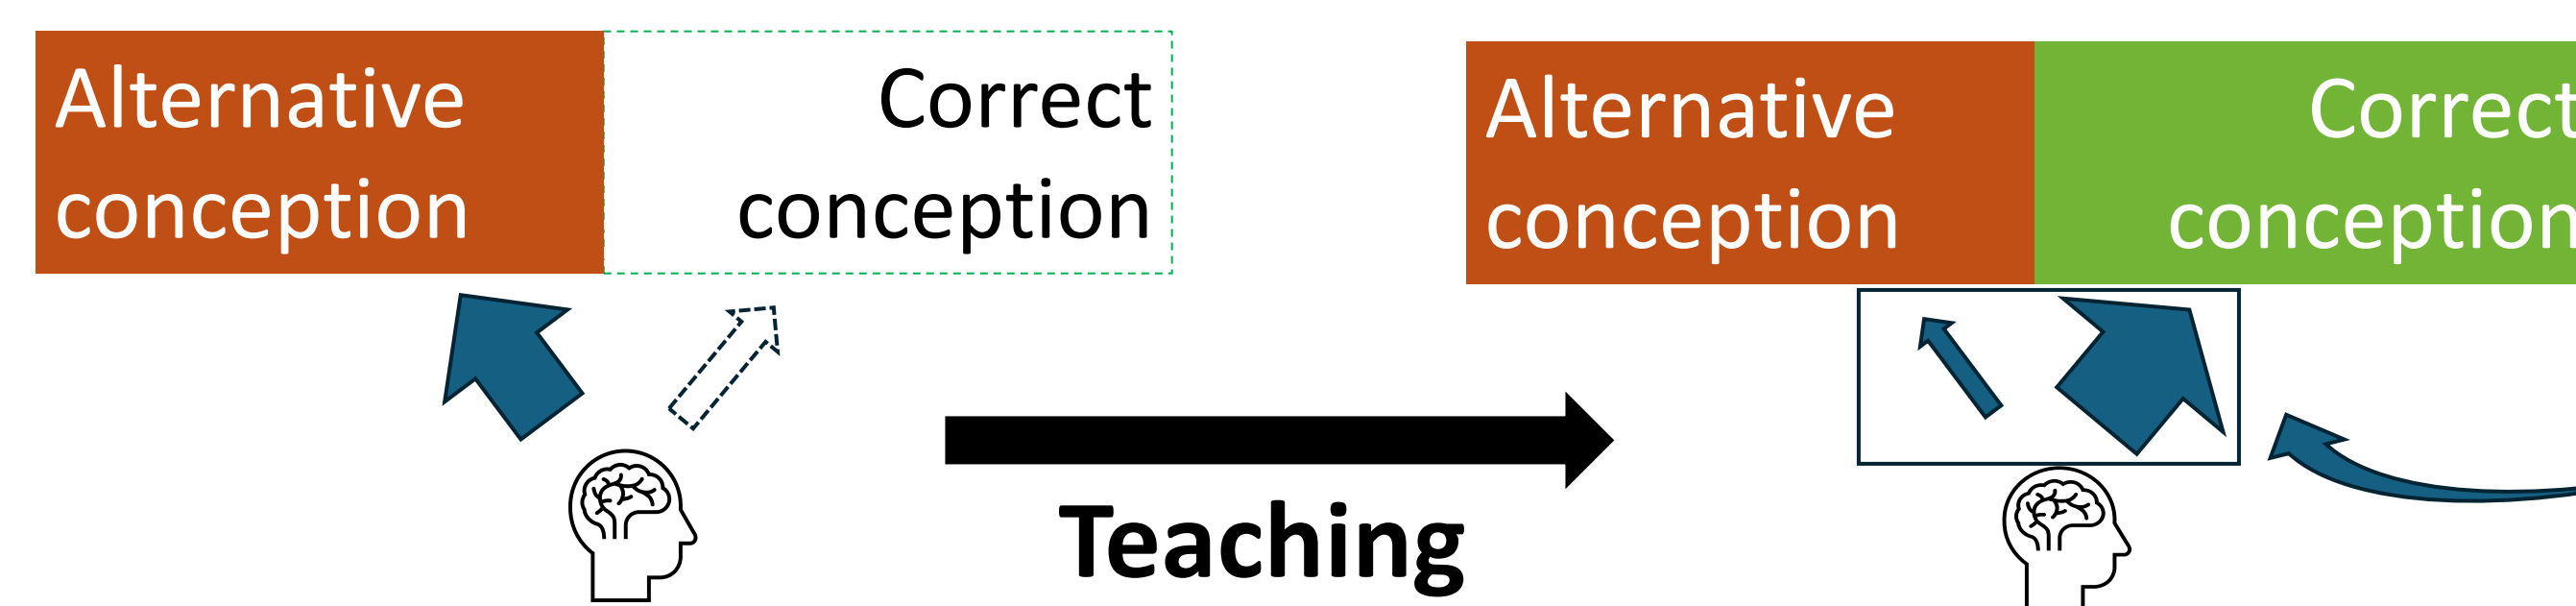 Alternative
conception
Correct
conception
Teaching
Alternative
conception
Correct
conception